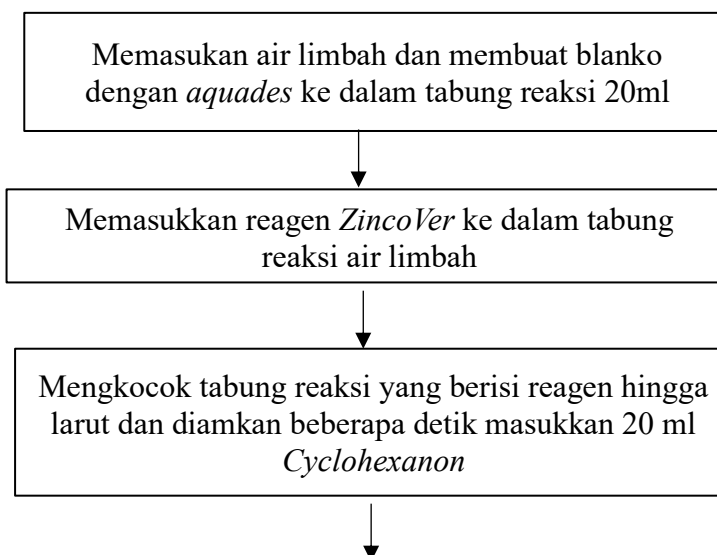 Memasukan air limbah dan membuat blanko
dengan aquades ke dalam tabung reaksi 20ml
Memasukkan reagen ZincoVer ke dalam tabung
reaksi air limbah
Mengkocok tabung reaksi yang berisi reagen hingga
larut dan diamkan beberapa detik masukkan 20 ml
Cyclohexanon